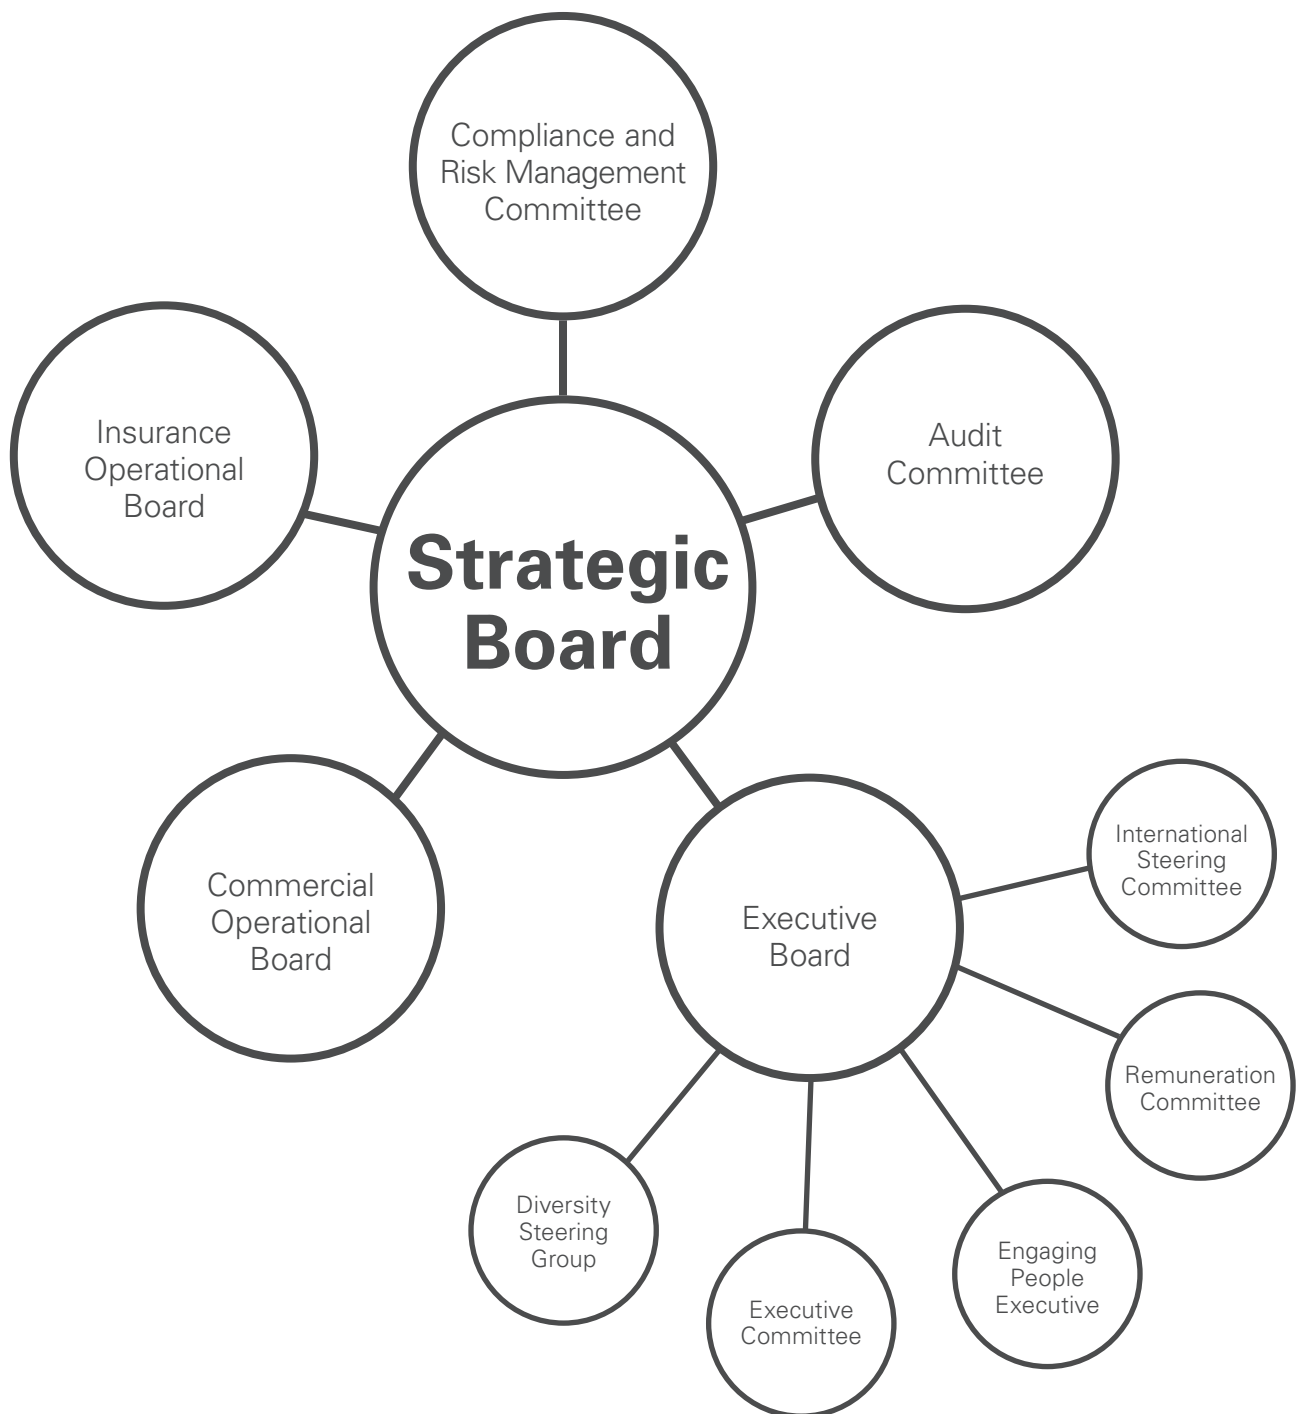 Compliance and
Risk Management
Committee
Insurance
Operational
Board
Audit
Committee
Strategic
Board
Commercial
Operational
Board
Executive
Board
International
Steering
Committee
Remuneration
Committee
Diversity
Steering
Group
Executive
Committee
Engaging
People
Executive